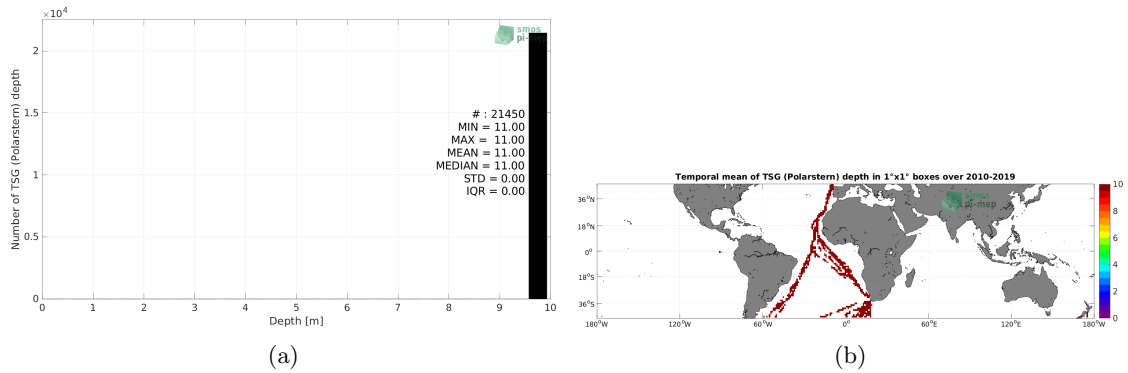 ×10⁴
2
1.5
1
0.5
0
Number of TSG (Polarstern) depth
smos
pi-mep
# : 21450
MIN = 11.00
MAX = 11.00
MEAN = 11.00
MEDIAN = 11.00
STD = 0.00
IQR = 0.00
0 1 2 3 4 5 6 7 8 9 10
Depth [m]
(a)
Temporal mean of TSG (Polarstern) depth in 1°x1° boxes over 2010-2019
smos
pi-mep
36°N
18°N
0°
18°S
36°S
180°W 120°W 60°W 0° 60°E 120°E 180°W
10
8
6
4
2
0
(b)